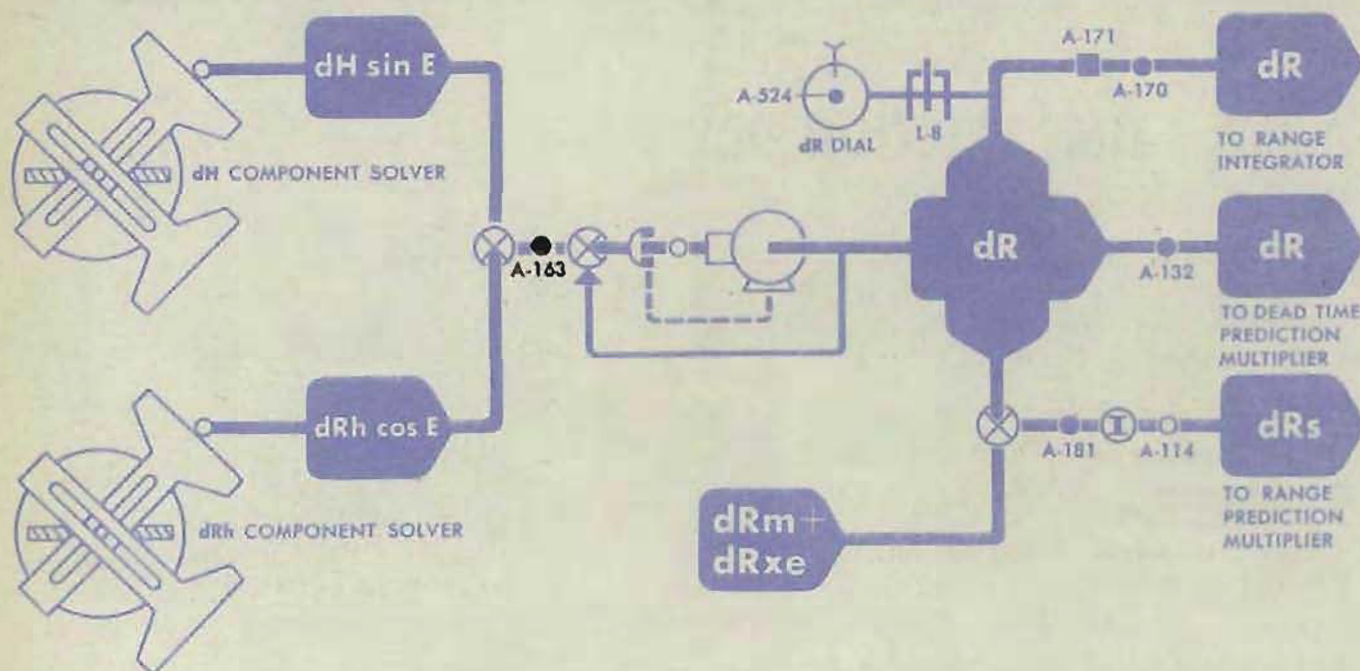 dH sin E
dH COMPONENT SOLVER
A-163
dRh cos E
dRh COMPONENT SOLVER
A-524
dR DIAL
L-8
A-171
A-170
dR
TO RANGE
INTEGRATOR
dR
A-132
dR
TO DEAD TIME
PREDICTION
MULTIPLIER
dRm +
dRxe
A-181
I
A-114
dRs
TO RANGE
PREDICTION
MULTIPLIER